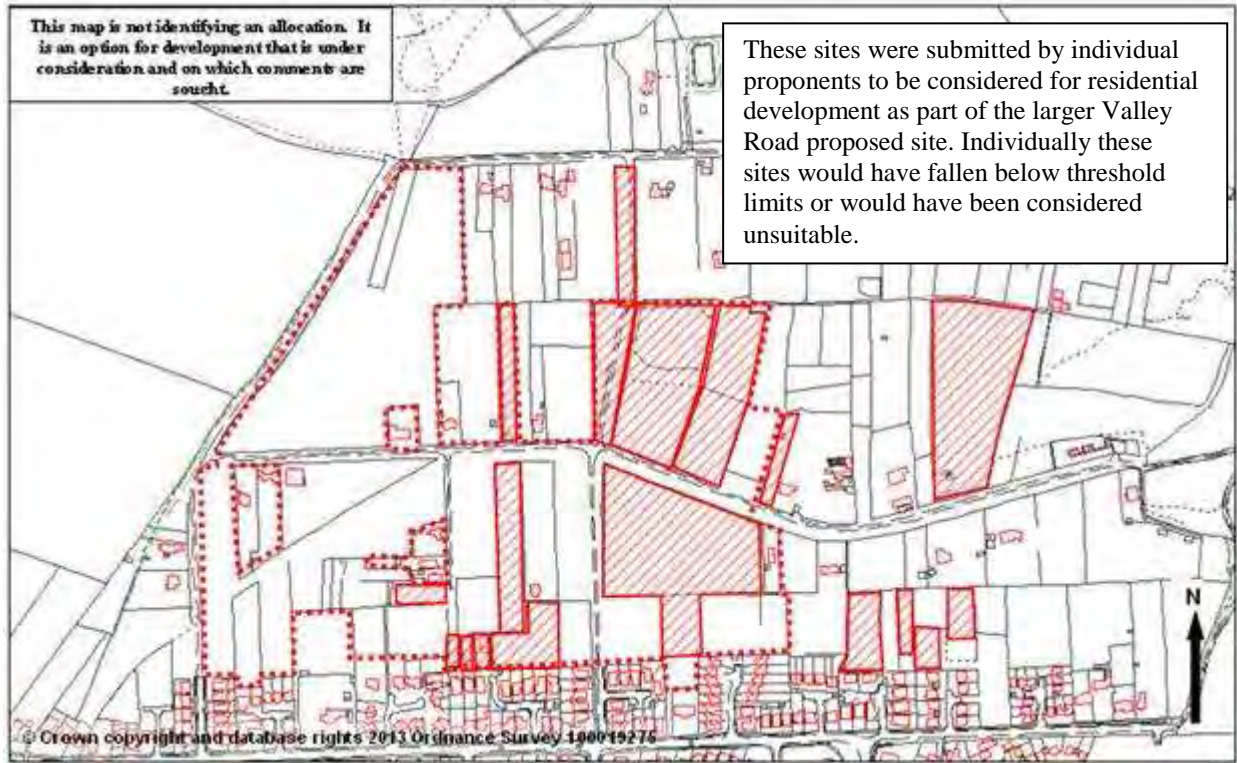 This map is not identifying an allocation. It
is an option for development that is under
consideration and on which comments are
sought.
These sites were submitted by individual
proponents to be considered for residential
development as part of the larger Valley
Road proposed site. Individually these
sites would have fallen below threshold
limits or would have been considered
unsuitable.
N
© Crown copyright and database rights 2013 Ordnance Survey 100019275